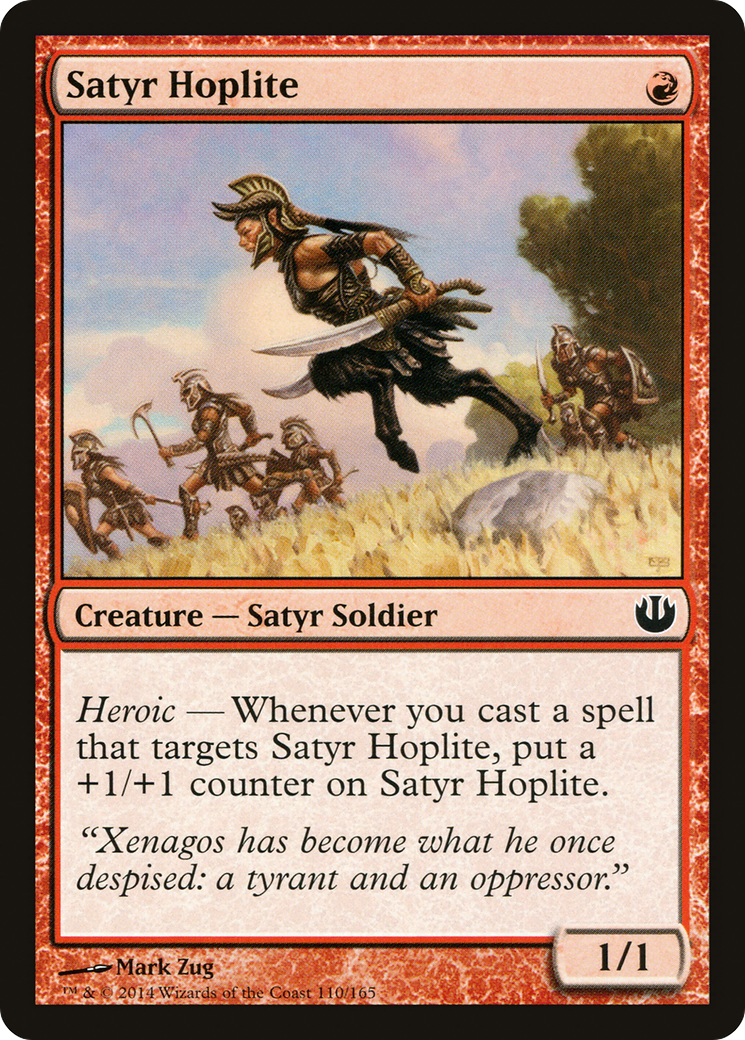 Satyr Hoplite
Creature — Satyr Soldier
Heroic — Whenever you cast a spell
that targets Satyr Hoplite, put a
+1/+1 counter on Satyr Hoplite.
“Xenagos has become what he once
despised: a tyrant and an oppressor.”
1/1
Mark Zug
™ & © 2014 Wizards of the Coast 110/165